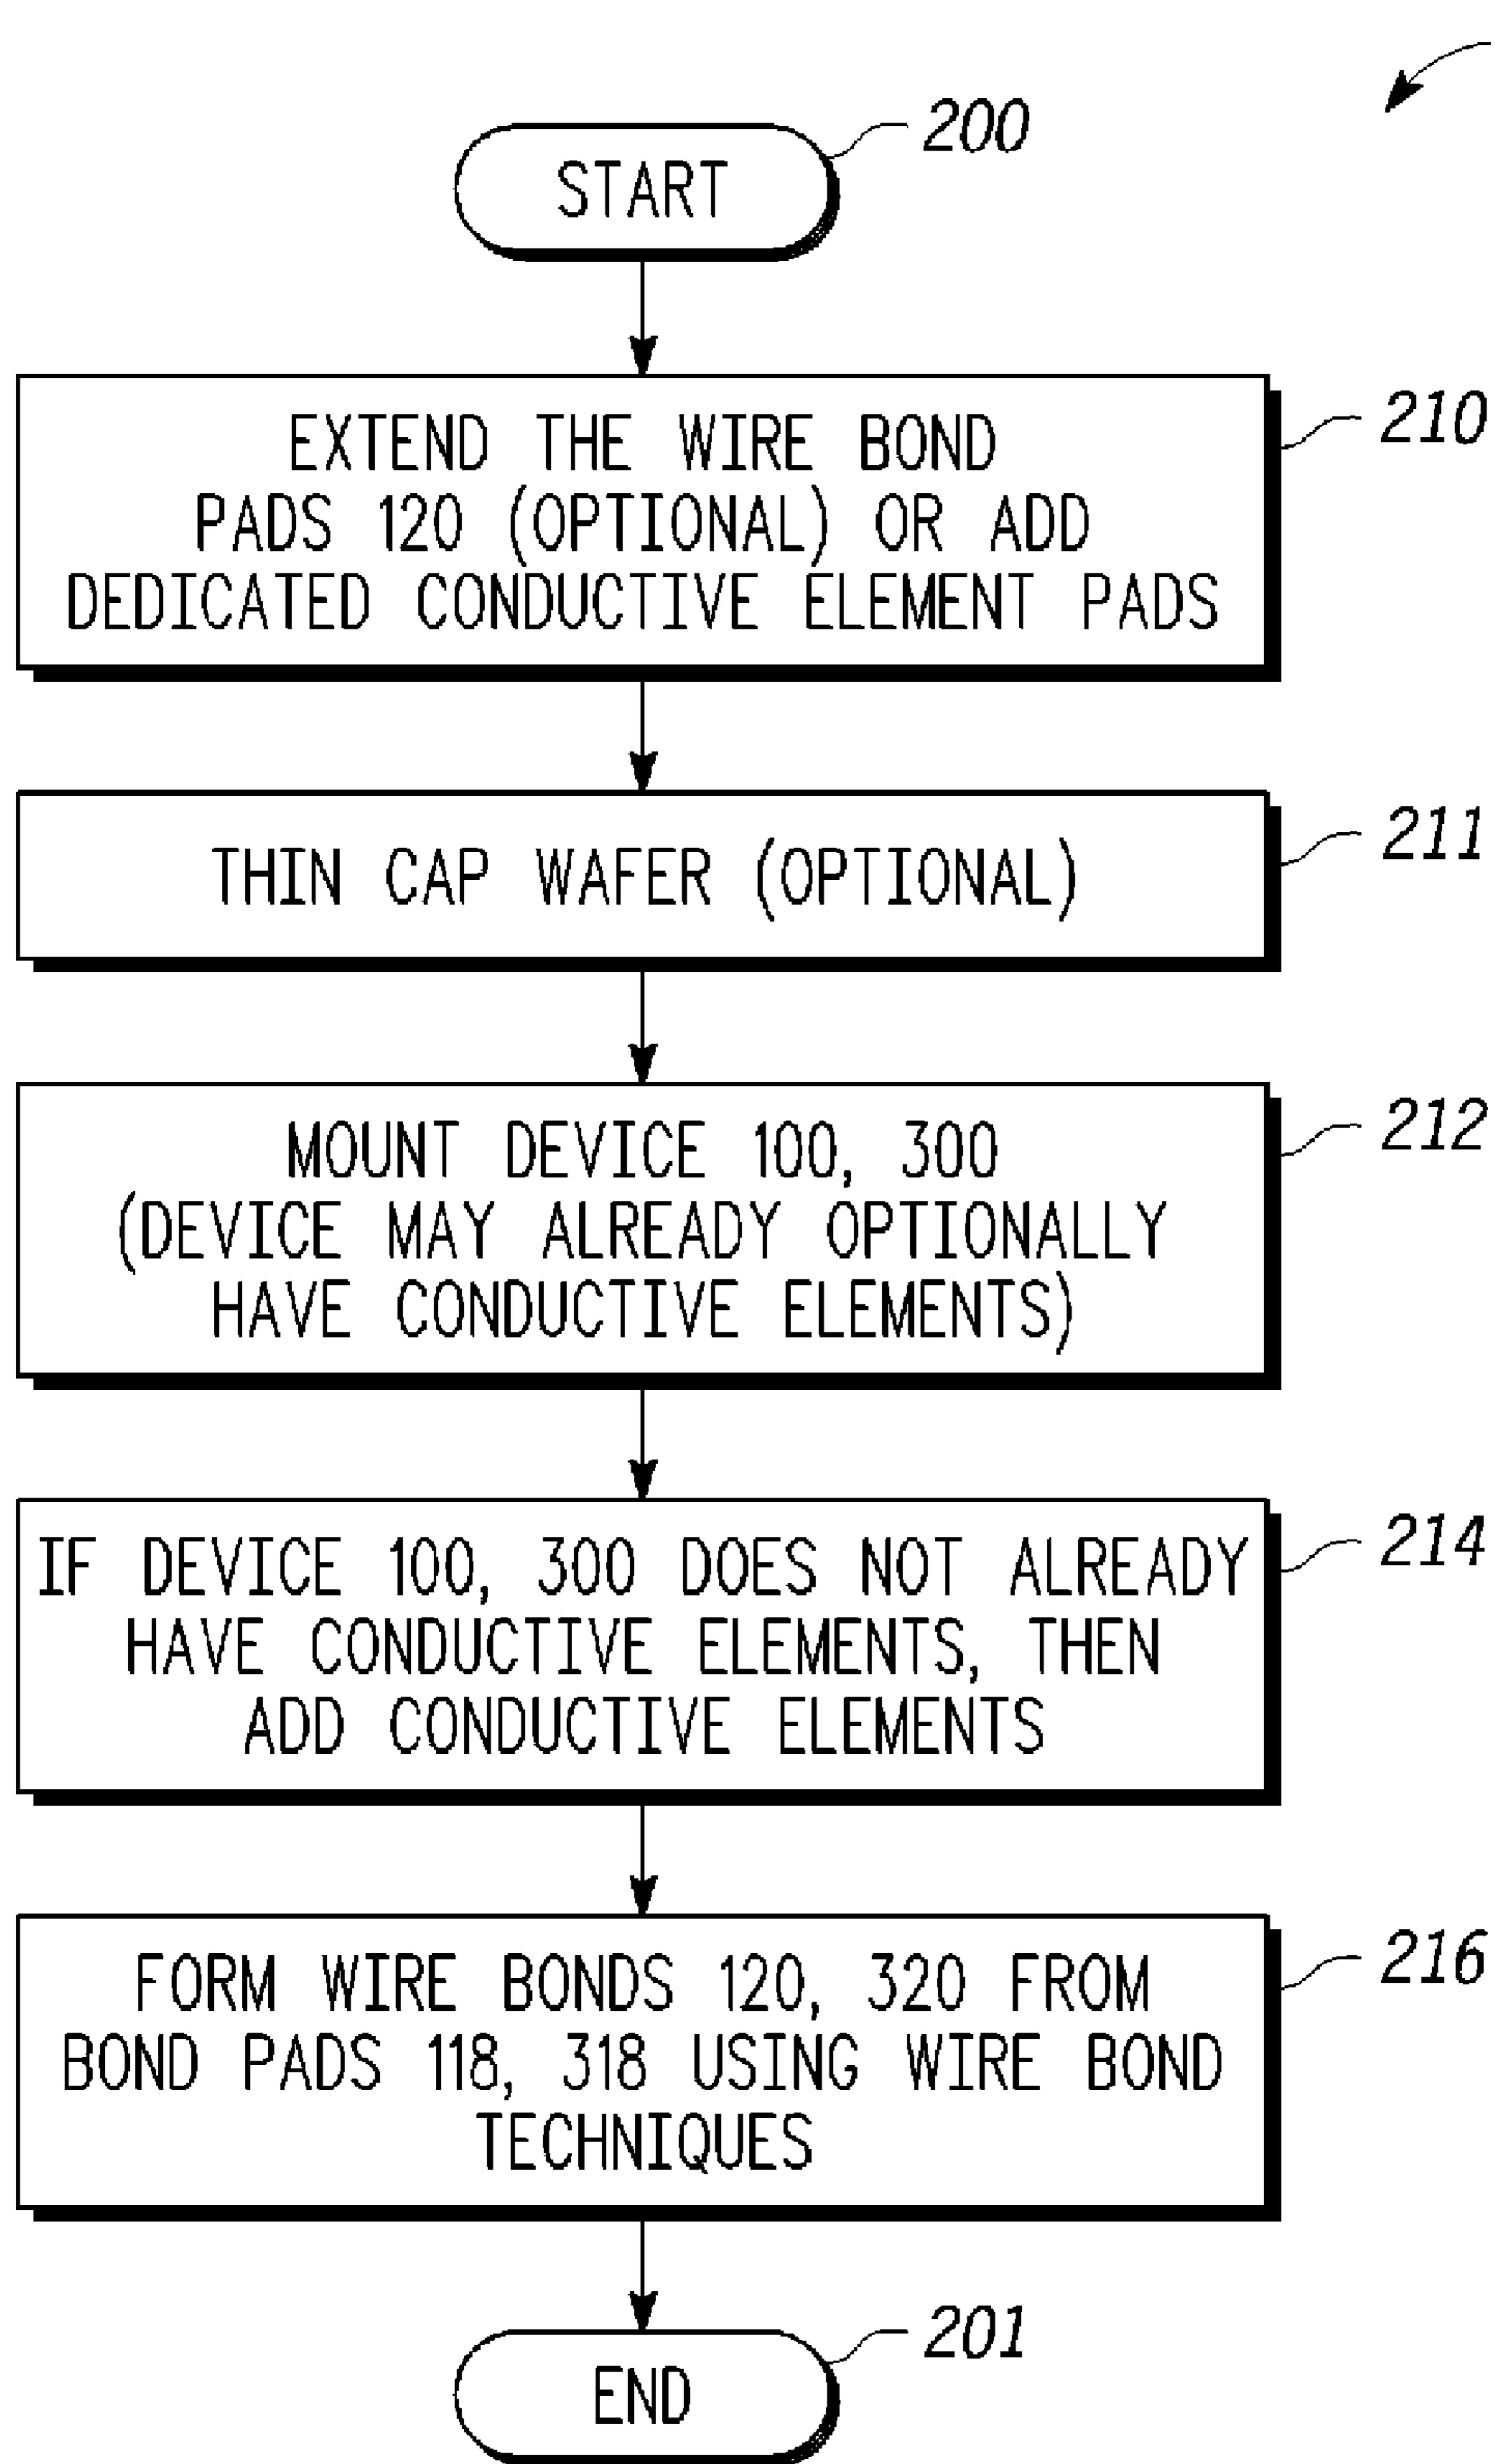 200
START
210
EXTEND THE WIRE BOND
PADS 120 (OPTIONAL) OR ADD
DEDICATED CONDUCTIVE ELEMENT PADS
211
THIN CAP WAFER (OPTIONAL)
212
MOUNT DEVICE 100, 300
(DEVICE MAY ALREADY OPTIONALLY
HAVE CONDUCTIVE ELEMENTS)
214
IF DEVICE 100, 300 DOES NOT ALREADY
HAVE CONDUCTIVE ELEMENTS, THEN
ADD CONDUCTIVE ELEMENTS
216
FORM WIRE BONDS 120, 320 FROM
BOND PADS 118, 318 USING WIRE BOND
TECHNIQUES
201
END